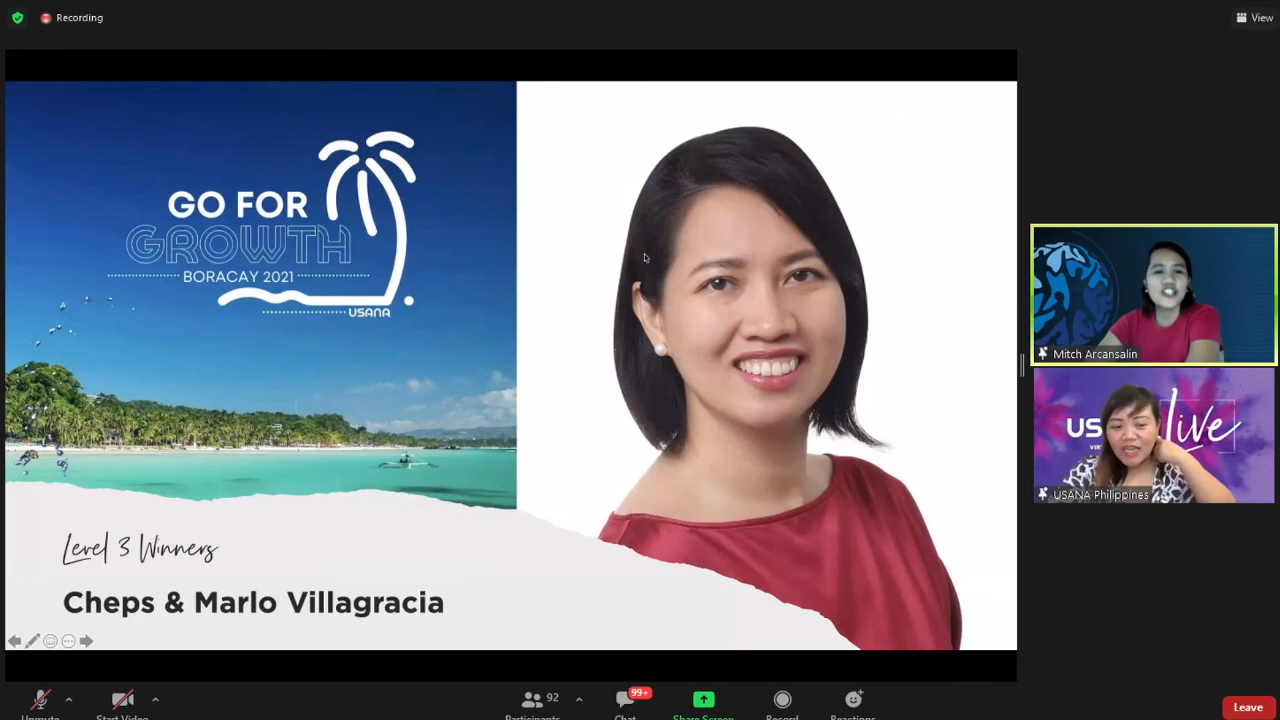 Recording
View
GO FOR
GROWTH
BORACAY 2021
USANA
Level 3 Winners
Cheps & Marlo Villagracia
Mitch Arcansalin
US
live
VIR
USANA Philippines
Unmute
Start Video
92
Participants
99+
Chat
Share Screen
Record
Reactions
Leave